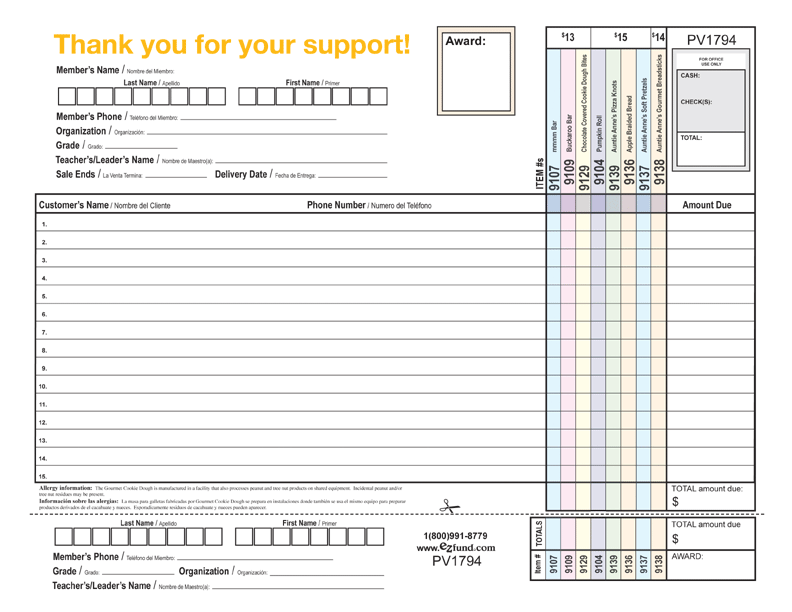 Thank you for your support!
Award:
$13 $15 $14
PV1794
Member's Name / Nombre del Miembro:
Last Name / Apellido First Name / Primer
Member's Phone / Teléfono del Miembro:
Organization / Organización:
Grade / Grado:
Teacher's/Leader's Name / Nombre de Maestro(a):
Sale Ends / La Venta Termina: Delivery Date / Fecha de Entrega:
ITEM #s
9107 mmmm Bar
9109 Buckaroo Bar
9129 Chocolate Covered Cookie Dough Bites
9104 Pumpkin Roll
9139 Auntie Anne's Pizza Knots
9136 Apple Braided Bread
9137 Auntie Anne's Soft Pretzels
9138 Auntie Anne's Gourmet Breadsticks
FOR OFFICE
USE ONLY
CASH:
CHECK(S):
TOTAL:
Customer's Name / Nombre del Cliente Phone Number / Numero del Teléfono Amount Due
1.
2.
3.
4.
5.
6.
7.
8.
9.
10.
11.
12.
13.
14.
15.
Allergy information: The Gourmet Cookie Dough is manufactured in a facility that also processes peanut and tree nut products on shared equipment. Incidental peanut and/or
tree nut residues may be present.
Información sobre las alergias: La masa para galletas fabricadas por Gourmet Cookie Dough se prepara en instalaciones donde también se usa el mismo equipo para preparar
productos derivados de el cacahuate y nueces. Esporadicamente residuos de cacahuate y nueces pueden aparecer.
TOTAL amount due:
$
Last Name / Apellido First Name / Primer
Member's Phone / Teléfono del Miembro:
Grade / Grado: Organization / Organización:
Teacher's/Leader's Name / Nombre de Maestro(a):
1(800)991-8779
www.ezfund.com
PV1794
TOTALS
Item # 9107 9109 9129 9104 9139 9136 9137 9138
TOTAL amount due
$
AWARD: